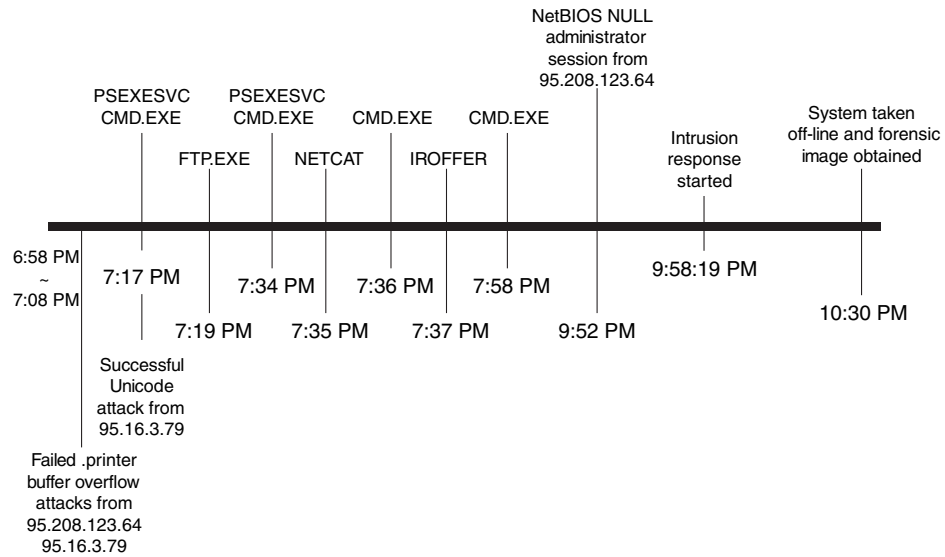 NetBIOS NULL
administrator
session from
95.208.123.64
PSEXESVC
CMD.EXE
PSEXESVC
CMD.EXE
CMD.EXE
CMD.EXE
System taken
off-line and forensic
image obtained
Intrusion
response
started
FTP.EXE
NETCAT
IROFFER
6:58 PM
~
7:08 PM
7:17 PM
7:34 PM
7:36 PM
7:58 PM
9:58:19 PM
7:19 PM
7:35 PM
7:37 PM
9:52 PM
10:30 PM
Successful
Unicode
attack from
95.16.3.79
Failed .printer
buffer overflow
attacks from
95.208.123.64
95.16.3.79